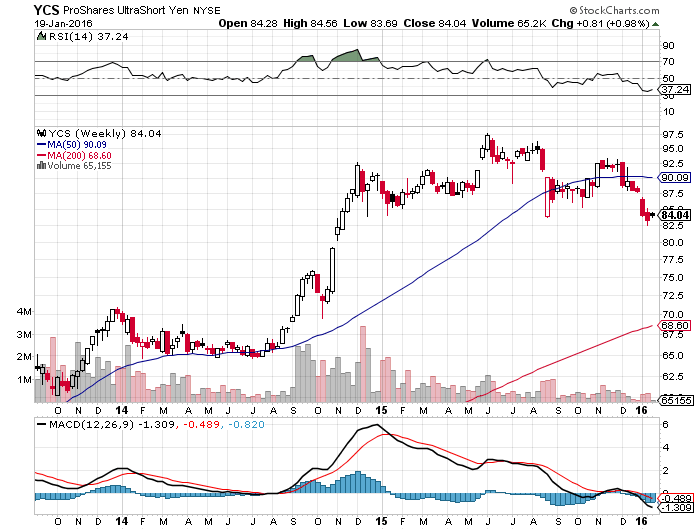 YCS ProShares UltraShort Yen NYSE © StockCharts.com
19-Jan-2016 Open 84.28 High 84.56 Low 83.69 Close 84.04 Volume 65.2K Chg +0.81 (+0.98%)
RSI(14) 37.24
90
70
50
37.24
30
10
YCS (Weekly) 84.04
MA(50) 90.09
MA(200) 68.60
Volume 65,155
97.5
95.0
92.5
90.09
87.5
85.0
84.04
82.5
80.0
77.5
75.0
72.5
70.0
68.60
67.5
65.0
62.5
65155
4M
3M
2M
1M
O N D 14 F M A M J J A S O N D 15 F M A M J J A S O N D 16
MACD(12,26,9) -1.309, -0.489, -0.820
6
4
2
0
-0.489
-1.309
O N D 14 F M A M J J A S O N D 15 F M A M J J A S O N D 16